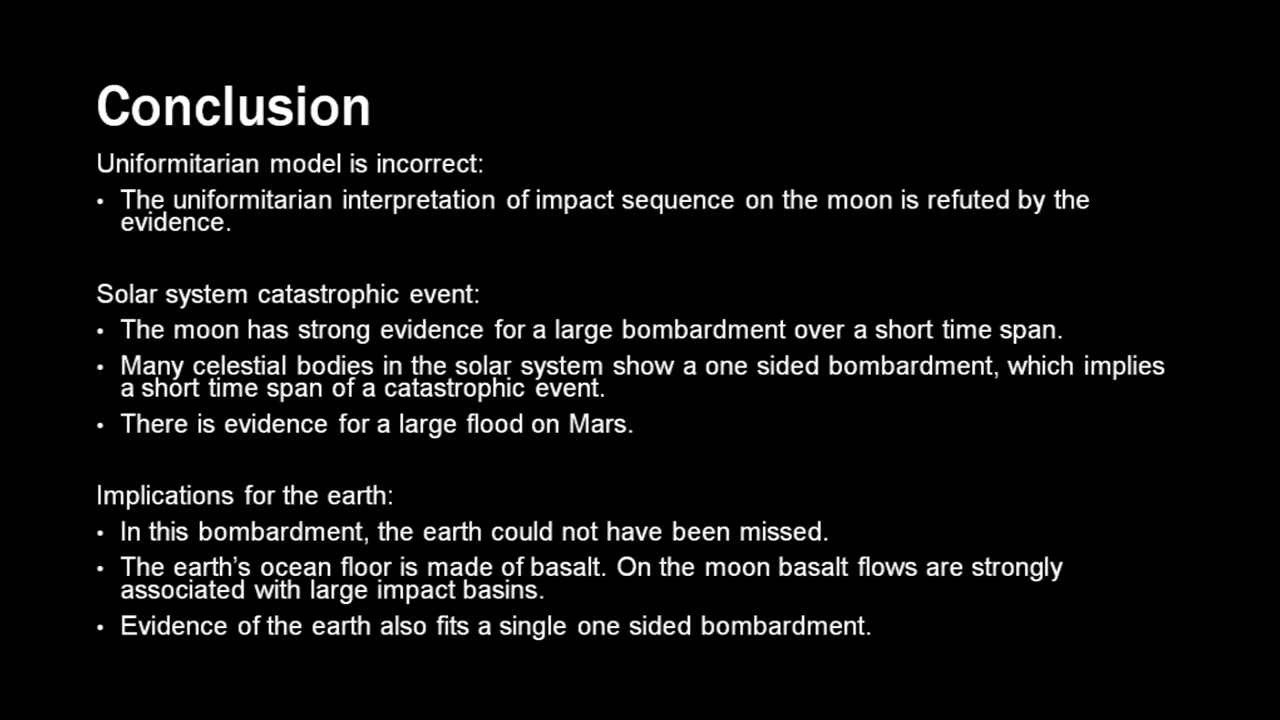 Conclusion
Uniformitarian model is incorrect:
• The uniformitarian interpretation of impact sequence on the moon is refuted by the
evidence.
Solar system catastrophic event:
• The moon has strong evidence for a large bombardment over a short time span.
• Many celestial bodies in the solar system show a one sided bombardment, which implies
a short time span of a catastrophic event.
• There is evidence for a large flood on Mars.
Implications for the earth:
• In this bombardment, the earth could not have been missed.
• The earth’s ocean floor is made of basalt. On the moon basalt flows are strongly
associated with large impact basins.
• Evidence of the earth also fits a single one sided bombardment.